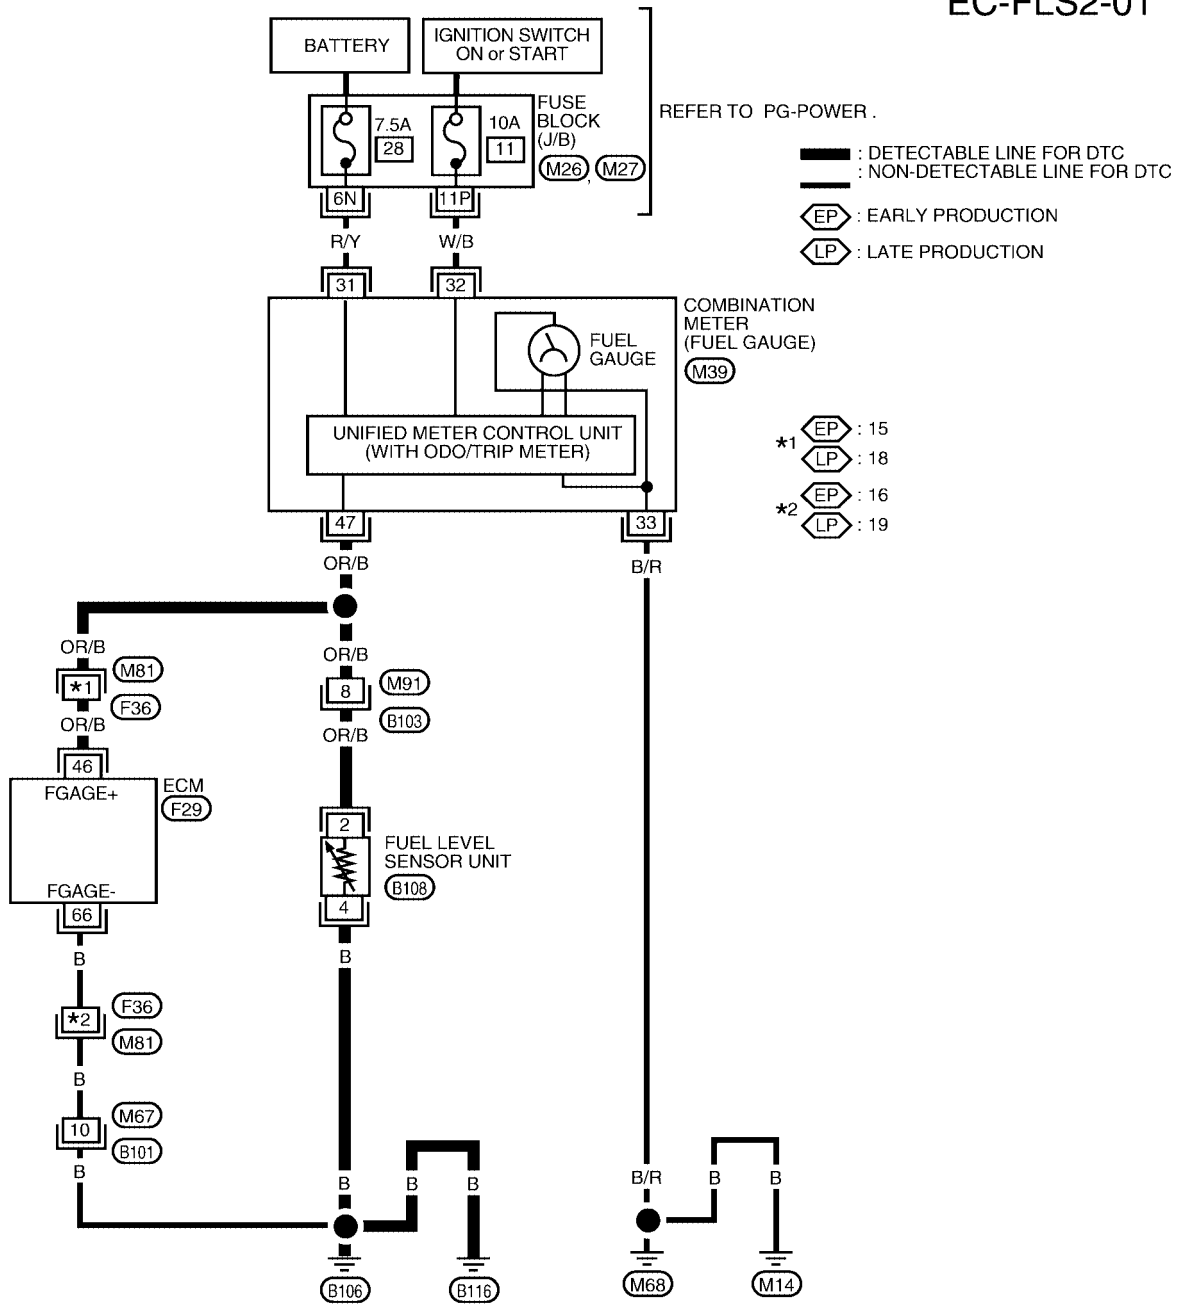 EC-FLS2-01
BATTERY
IGNITION SWITCH
ON or START
FUSE
BLOCK
(J/B)
7.5A
28
10A
11
M26, M27
REFER TO PG-POWER .
6N
11P
R/Y
W/B
: DETECTABLE LINE FOR DTC
: NON-DETECTABLE LINE FOR DTC
EP : EARLY PRODUCTION
LP : LATE PRODUCTION
31
32
COMBINATION
METER
(FUEL GAUGE)
M39
FUEL
GAUGE
UNIFIED METER CONTROL UNIT
(WITH ODO/TRIP METER)
*1
EP : 15
LP : 18
*2
EP : 16
LP : 19
47
33
OR/B
B/R
OR/B
M81
*1
F36
OR/B
OR/B
8
M91
B103
OR/B
46
FGAGE+
ECM
F29
FGAGE-
66
2
FUEL LEVEL
SENSOR UNIT
B108
4
B
B
*2
F36
M81
B
10
M67
B101
B
B
B
B
B/R
B
B
B106
B116
M68
M14